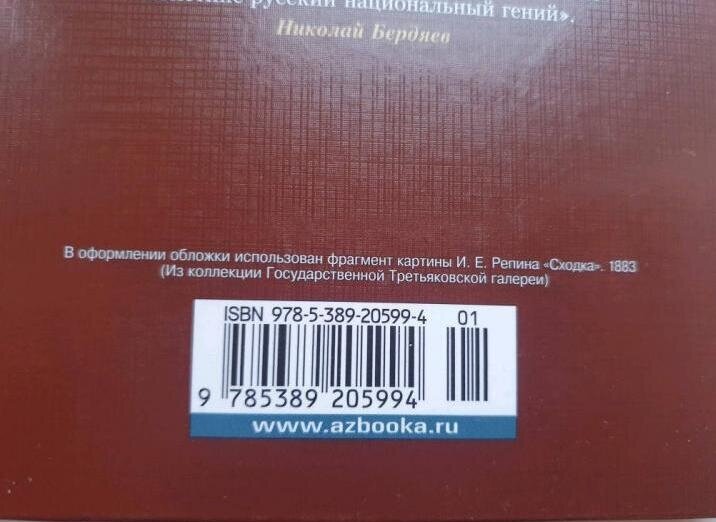 русский национальный гений».
Николай Бердяев
В оформлении обложки использован фрагмент картины И. Е. Репина «Сходка». 1883
(Из коллекции Государственной Третьяковской галереи)
ISBN 978-5-389-20599-4 01
9 785389 205994
www.azbooka.ru